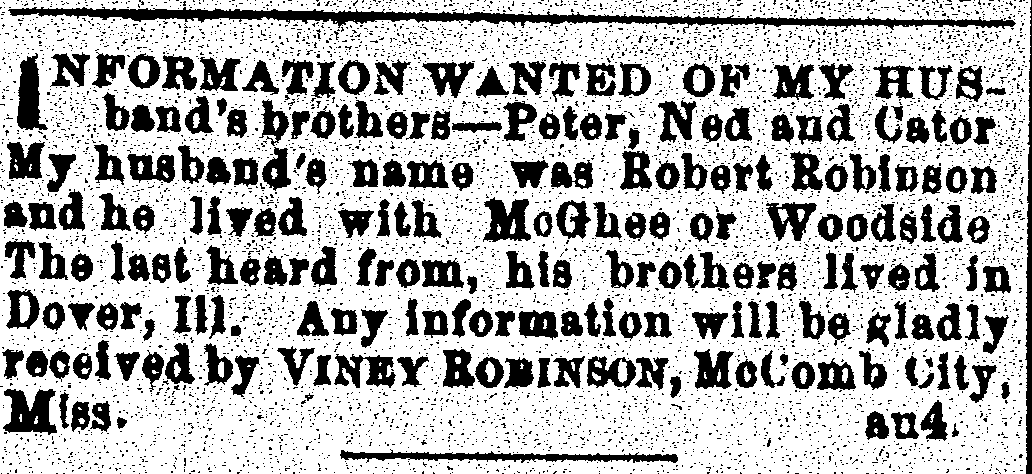 INFORMATION WANTED OF MY HUS-
band's brothers—Peter, Ned and Cator
My husband's name was Robert Robinson
and he lived with McGhee or Woodside
The last heard from, his brothers lived in
Dover, Ill. Any information will be gladly
received by VINEY ROBINSON, McComb City,
Miss. au4.